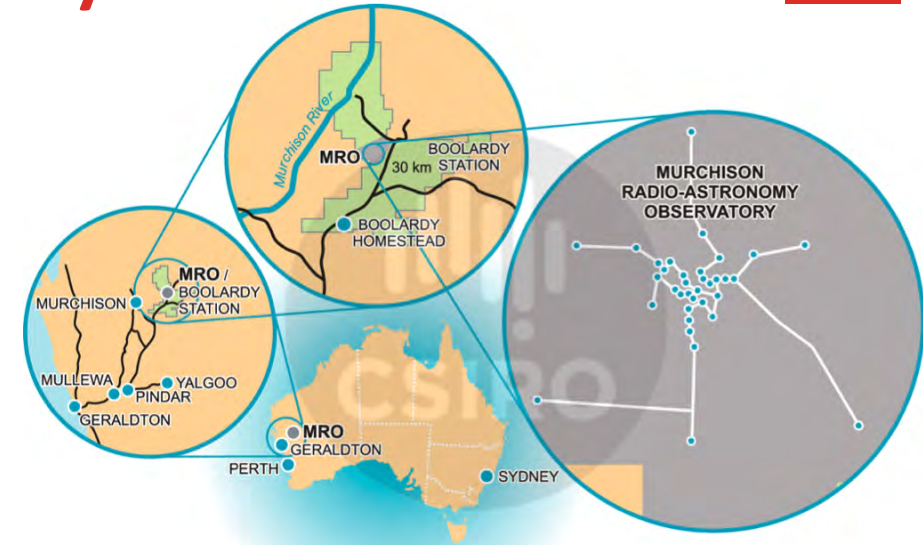 Murchison River
MRO
30 km
BOOLARDY
STATION
BOOLARDY
HOMESTEAD
MURCHISON
RADIO-ASTRONOMY
OBSERVATORY
MRO /
BOOLARDY
STATION
MURCHISON
MULLEWA
YALGOO
PINDAR
GERALDTON
CSIRO
MRO
GERALDTON
PERTH
SYDNEY